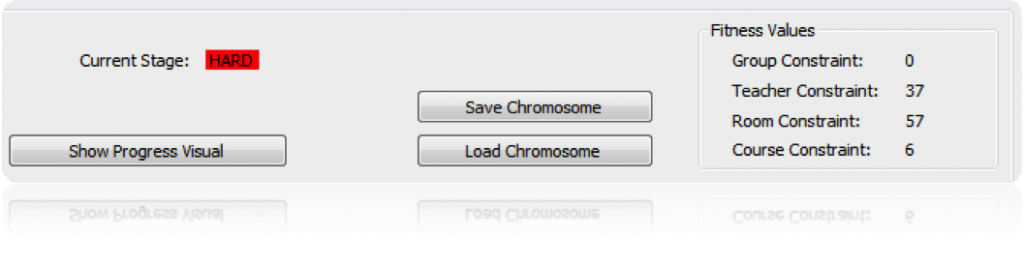 Current Stage: HARD
Show Progress Visual
Save Chromosome
Load Chromosome
Fitness Values
Group Constraint: 0
Teacher Constraint: 37
Room Constraint: 57
Course Constraint: 6